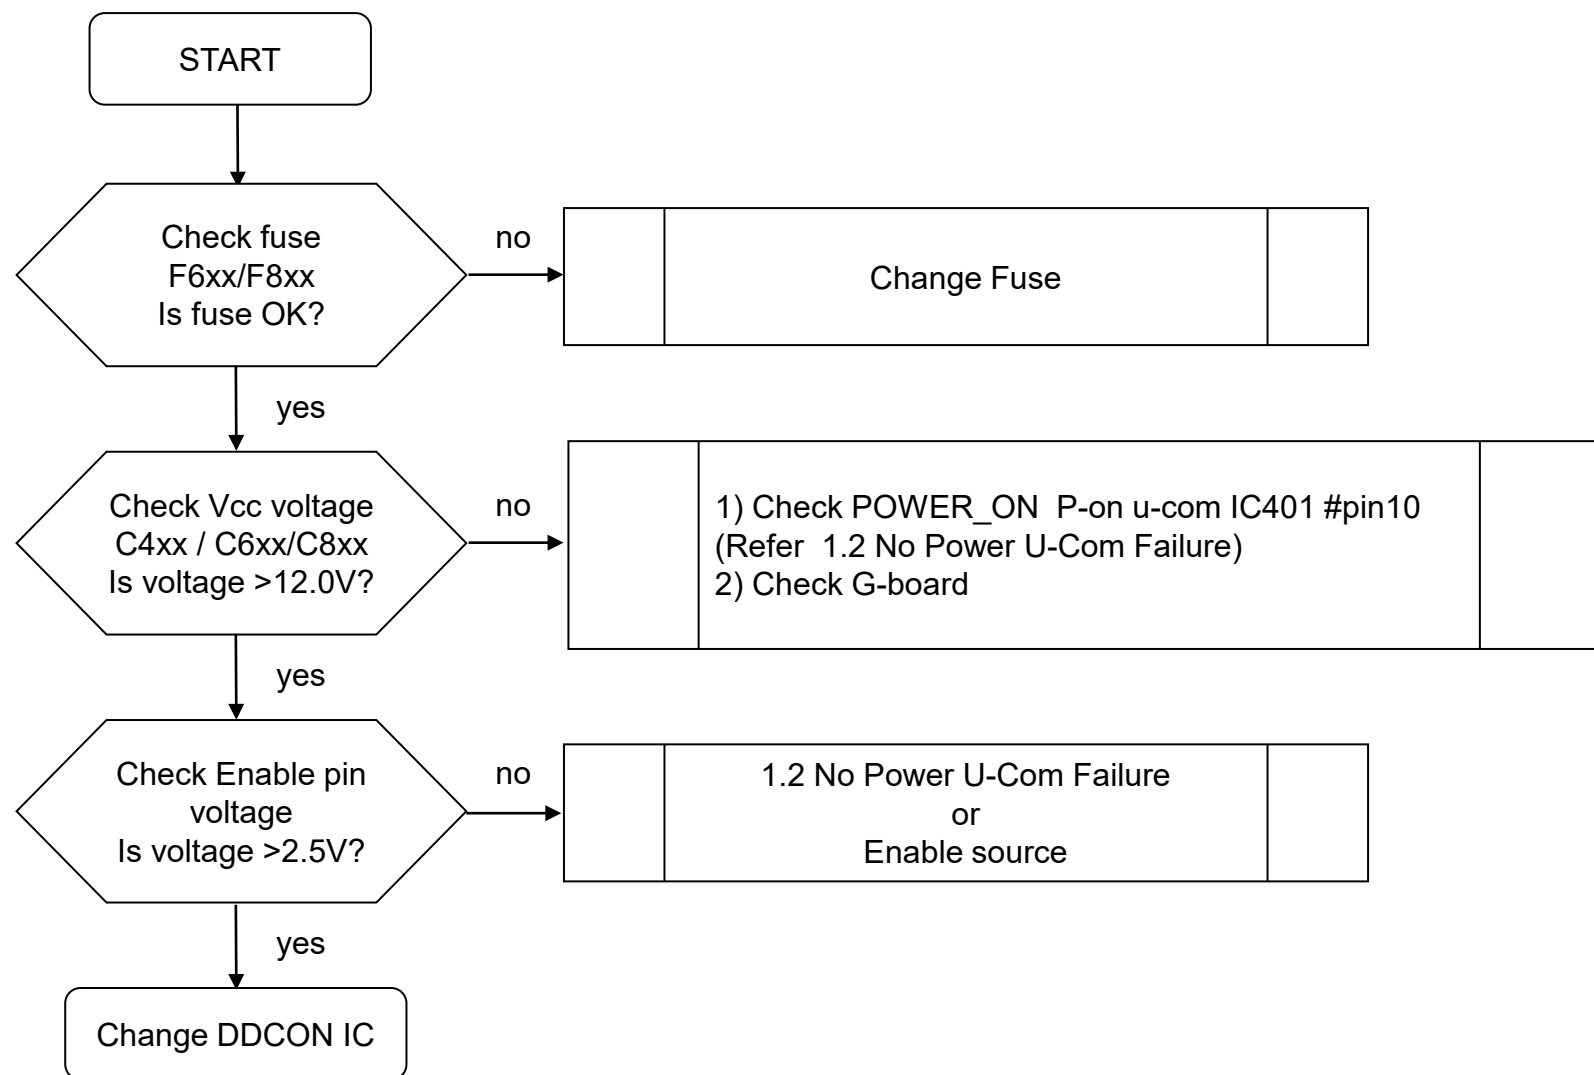 START
Check fuse
F6xx/F8xx
Is fuse OK?
no
Change Fuse
yes
Check Vcc voltage
C4xx / C6xx/C8xx
Is voltage >12.0V?
no
1) Check POWER_ON  P-on u-com IC401 #pin10
(Refer  1.2 No Power U-Com Failure)
2) Check G-board
yes
Check Enable pin
voltage
Is voltage >2.5V?
no
1.2 No Power U-Com Failure
or
Enable source
yes
Change DDCON IC